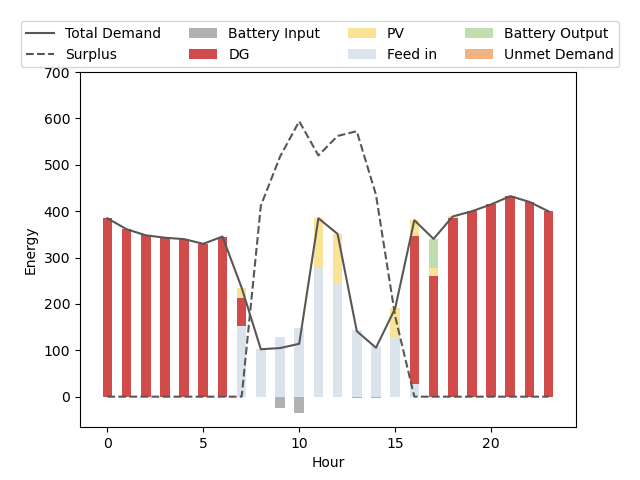 Total Demand Battery Input PV Battery Output
Surplus DG Feed in Unmet Demand
700
600
500
400
300
200
100
0
Energy
0 5 10 15 20
Hour